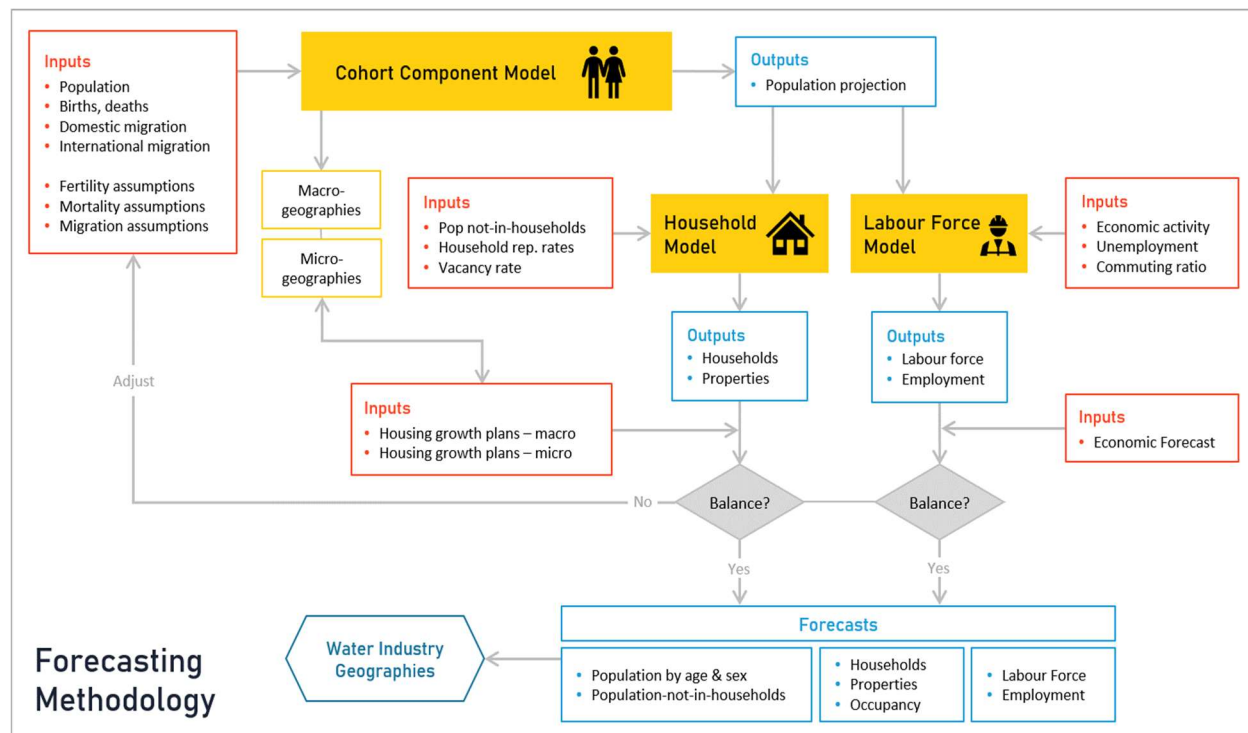 Inputs
• Population
• Births, deaths
• Domestic migration
• International migration
• Fertility assumptions
• Mortality assumptions
• Migration assumptions
Cohort Component Model
Outputs
• Population projection
Macro-
geographies
Micro-
geographies
Inputs
• Pop not-in-households
• Household rep. rates
• Vacancy rate
Household
Model
Labour Force
Model
Inputs
• Economic activity
• Unemployment
• Commuting ratio
Outputs
• Households
• Properties
Outputs
• Labour force
• Employment
Adjust
Inputs
• Housing growth plans – macro
• Housing growth plans – micro
Inputs
• Economic Forecast
No
Balance?
Balance?
Yes
Yes
Forecasts
Water Industry
Geographies
• Population by age & sex
• Population-not-in-households
• Households
• Properties
• Occupancy
• Labour Force
• Employment
Forecasting
Methodology